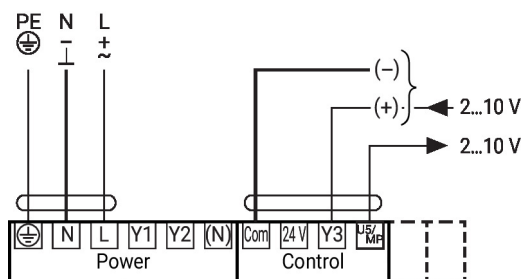 PE N L
– +
~
(–)
(+) 2...10 V
2...10 V
N L Y1 Y2 (N) Com 24 V Y3 U5/MP
Power Control